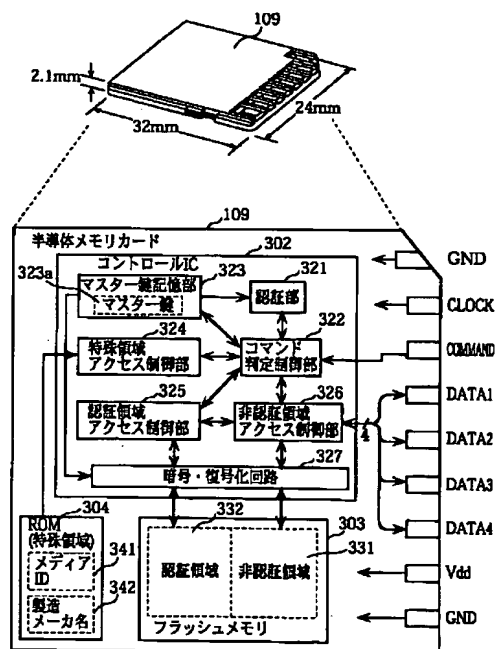 109
2.1mm
24mm
32mm
109
半導体メモリカード
302
コントロールIC
323
323a
マスター鍵記憶部
マスター鍵
321
認証部
324
322
特殊領域
アクセス制御部
コマンド
判定制御部
325
326
認証領域
アクセス制御部
非認証領域
アクセス制御部
4
327
暗号・復号化回路
304
ROM
(特殊領域)
341
メディア
ID
342
製造
メーカ名
332
303
331
認証領域
非認証領域
フラッシュメモリ
GND
CLOCK
COMMAND
DATA1
DATA2
DATA3
DATA4
Vdd
GND